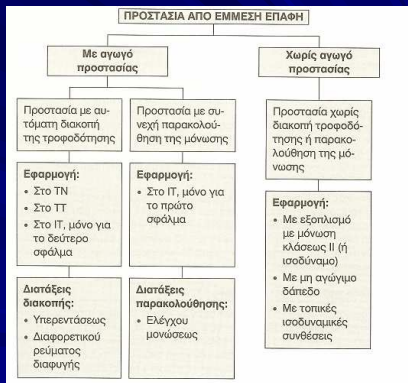 ΠΡΟΣΤΑΣΙΑ ΑΠΟ ΕΜΜΕΣΗ ΕΠΑΦΗ
Με αγωγό
προστασίας
Προστασία με αυ-
τόματη διακοπή
της τροφοδότησης
Εφαρμογή:
• Στο ΤΝ
• Στο ΤΤ
• Στο ΙΤ, μόνο για
το δεύτερο
σφάλμα
Διατάξεις
διακοπής:
• Υπερεντάσεως
• Διαφορετικού
ρεύματος
διαφυγής
Προστασία με συ-
νεχή παρακολού-
θηση της μόνωσης
Εφαρμογή:
• Στο ΙΤ, μόνο για
το πρώτο
σφάλμα
Διατάξεις
παρακολούθησης:
• Ελέγχου
μονώσεως
Χωρίς αγωγό
προστασίας
Προστασία χωρίς
διακοπή τροφοδό-
τησης ή παρακο-
λούθηση της μό-
νωσης
Εφαρμογή:
• Με εξοπλισμό
με μόνωση
κλάσεως ΙΙ (ή
ισοδύναμο)
• Με μη αγώγιμο
δάπεδο
• Με τοπικές
ισοδυναμικές
συνθέσεις